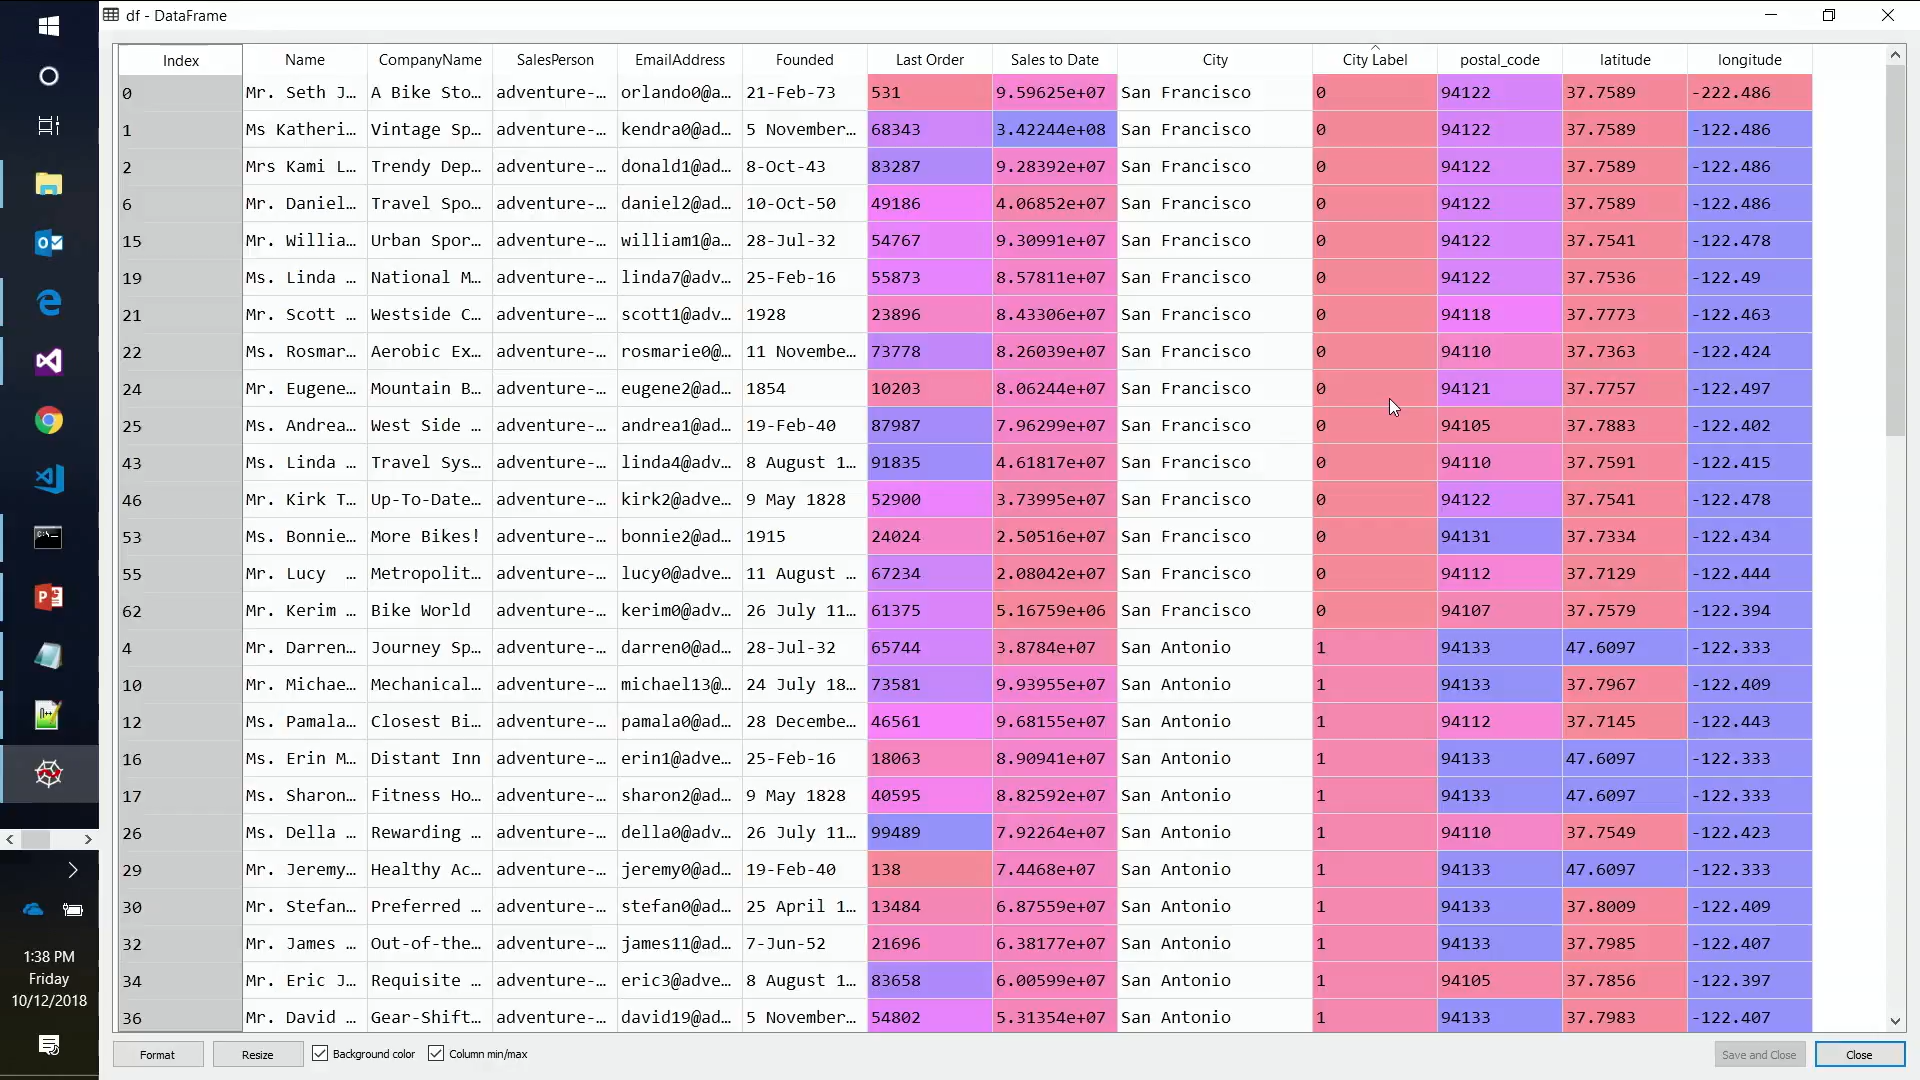 df - DataFrame
Index Name CompanyName SalesPerson EmailAddress Founded Last Order Sales to Date City City Label postal_code latitude longitude
0 Mr. Seth J… A Bike Sto… adventure-… orlando0@a… 21-Feb-73 531 9.59625e+07 San Francisco 0 94122 37.7589 -222.486
1 Ms Katheri… Vintage Sp… adventure-… kendra0@ad… 5 November… 68343 3.42244e+08 San Francisco 0 94122 37.7589 -122.486
2 Mrs Kami L… Trendy Dep… adventure-… donald1@ad… 8-Oct-43 83287 9.28392e+07 San Francisco 0 94122 37.7589 -122.486
6 Mr. Daniel… Travel Spo… adventure-… daniel2@ad… 10-Oct-50 49186 4.06852e+07 San Francisco 0 94122 37.7589 -122.486
15 Mr. Willia… Urban Spor… adventure-… william1@a… 28-Jul-32 54767 9.30991e+07 San Francisco 0 94122 37.7541 -122.478
19 Ms. Linda … National M… adventure-… linda7@adv… 25-Feb-16 55873 8.57811e+07 San Francisco 0 94122 37.7536 -122.49
21 Mr. Scott … Westside C… adventure-… scott1@adv… 1928 23896 8.43306e+07 San Francisco 0 94118 37.7773 -122.463
22 Ms. Rosmar… Aerobic Ex… adventure-… rosmarie0@… 11 Novembe… 73778 8.26039e+07 San Francisco 0 94110 37.7363 -122.424
24 Mr. Eugene… Mountain B… adventure-… eugene2@ad… 1854 10203 8.06244e+07 San Francisco 0 94121 37.7757 -122.497
25 Ms. Andrea… West Side … adventure-… andrea1@ad… 19-Feb-40 87987 7.96299e+07 San Francisco 0 94105 37.7883 -122.402
43 Ms. Linda … Travel Sys… adventure-… linda4@adv… 8 August 1… 91835 4.61817e+07 San Francisco 0 94110 37.7591 -122.415
46 Mr. Kirk T… Up-To-Date… adventure-… kirk2@adve… 9 May 1828 52900 3.73995e+07 San Francisco 0 94122 37.7541 -122.478
53 Ms. Bonnie… More Bikes! adventure-… bonnie2@ad… 1915 24024 2.50516e+07 San Francisco 0 94131 37.7334 -122.434
55 Mr. Lucy … Metropolit… adventure-… lucy0@adve… 11 August … 67234 2.08042e+07 San Francisco 0 94112 37.7129 -122.444
62 Mr. Kerim … Bike World adventure-… kerim0@adv… 26 July 11… 61375 5.16759e+06 San Francisco 0 94107 37.7579 -122.394
4 Mr. Darren… Journey Sp… adventure-… darren0@ad… 28-Jul-32 65744 3.8784e+07 San Antonio 1 94133 47.6097 -122.333
10 Mr. Michae… Mechanical… adventure-… michael13@… 24 July 18… 73581 9.93955e+07 San Antonio 1 94133 37.7967 -122.409
12 Ms. Pamala… Closest Bi… adventure-… pamala0@ad… 28 Decembe… 46561 9.68155e+07 San Antonio 1 94112 37.7145 -122.443
16 Ms. Erin M… Distant Inn adventure-… erin1@adve… 25-Feb-16 18063 8.90941e+07 San Antonio 1 94133 47.6097 -122.333
17 Ms. Sharon… Fitness Ho… adventure-… sharon2@ad… 9 May 1828 40595 8.82592e+07 San Antonio 1 94133 47.6097 -122.333
26 Ms. Della … Rewarding … adventure-… della0@adv… 26 July 11… 99489 7.92264e+07 San Antonio 1 94110 37.7549 -122.423
29 Mr. Jeremy… Healthy Ac… adventure-… jeremy0@ad… 19-Feb-40 138 7.4468e+07 San Antonio 1 94133 47.6097 -122.333
30 Mr. Stefan… Preferred … adventure-… stefan0@ad… 25 April 1… 13484 6.87559e+07 San Antonio 1 94133 37.8009 -122.409
32 Mr. James … Out-of-the… adventure-… james11@ad… 7-Jun-52 21696 6.38177e+07 San Antonio 1 94133 37.7985 -122.407
34 Mr. Eric J… Requisite … adventure-… eric3@adve… 8 August 1… 83658 6.00599e+07 San Antonio 1 94105 37.7856 -122.397
36 Mr. David … Gear-Shift… adventure-… david19@ad… 5 November… 54802 5.31354e+07 San Antonio 1 94133 37.7983 -122.407
Format Resize Background color Column min/max Save and Close Close
1:38 PM
Friday
10/12/2018